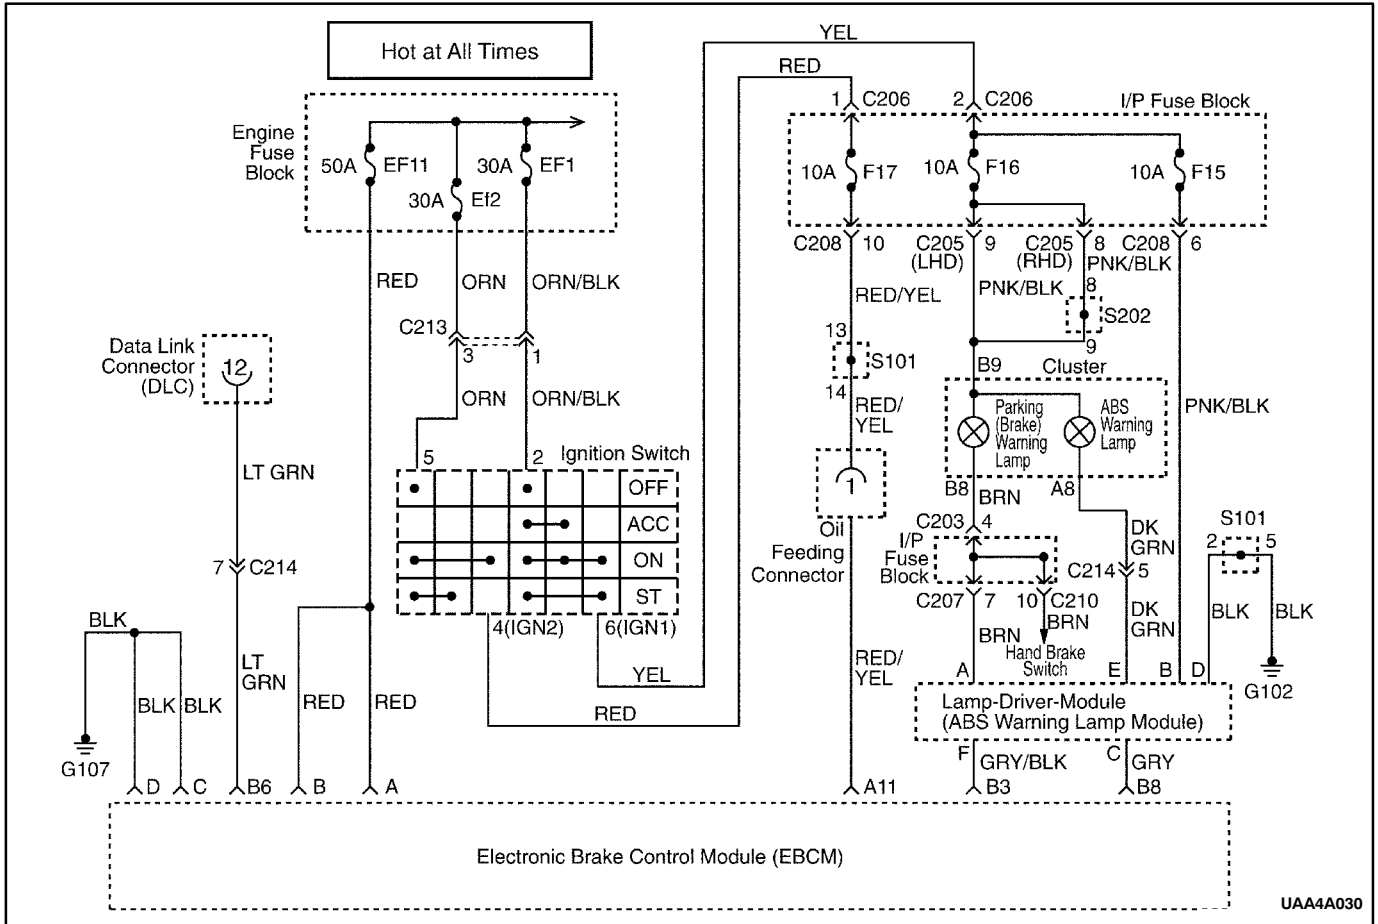 Hot at All Times
YEL
RED
1 C206
2 C206
I/P Fuse Block
Engine
Fuse
Block
50A EF11
30A Ef2
30A EF1
10A F17
10A F16
10A F15
C208 10
C205 9
(LHD)
C205 8
(RHD)
C208 6
PNK/BLK
RED
ORN
ORN/BLK
RED/YEL
PNK/BLK
8
S202
9
C213
3
1
13
S101
14
Data Link
Connector
(DLC)
12
ORN
ORN/BLK
RED/
YEL
B9
Cluster
Parking
(Brake)
Warning
Lamp
ABS
Warning
Lamp
PNK/BLK
LT GRN
5
2
Ignition Switch
OFF
ACC
ON
ST
4(IGN2)
6(IGN1)
1
Oil
Feeding
Connector
B8
BRN
A8
C203 4
I/P
Fuse
Block
DK
GRN
S101
2
5
7 C214
C214 5
C207 7
10 C210
BLK
BLK
BLK
BRN
BRN
DK
GRN
Hand Brake
Switch
LT
GRN
YEL
RED/
YEL
A
E
B
D
G102
BLK
BLK
RED
RED
RED
Lamp-Driver-Module
(ABS Warning Lamp Module)
G107
F
GRY/BLK
C
GRY
D
C
B6
B
A
A11
B3
B8
Electronic Brake Control Module (EBCM)
UAA4A030